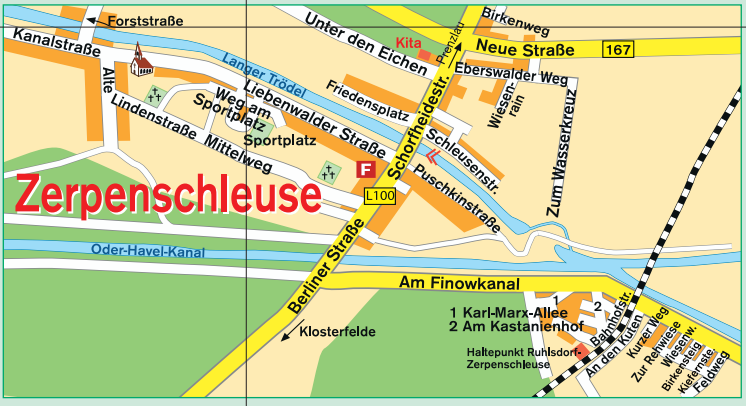 Forststraße
Kanalstraße
Alte
Langer Trödel
Unter den Eichen
Kita
Prenzlau
Birkenweg
Neue Straße
167
Eberswalder Weg
Wiesen-
rain
Friedensplatz
Schleusenstr.
Zum Wasserkreuz
Liebenwalder Straße
Weg am
Sportplatz
Sportplatz
Lindenstraße
Mittelweg
F
Schorfheidestr.
Puschkinstraße
L100
Zerpenschleuse
Oder-Havel-Kanal
Berliner Straße
Am Finowkanal
Klosterfelde
1 Karl-Marx-Allee
2 Am Kastanienhof
1
2
Haltepunkt Ruhlsdorf-
Zerpenschleuse
Bahnhofstr.
An den Kuten
Kurzer Weg
Zur Rehwiese
Wiesenw.
Birkensteig
Kiefernste.
Feldweg